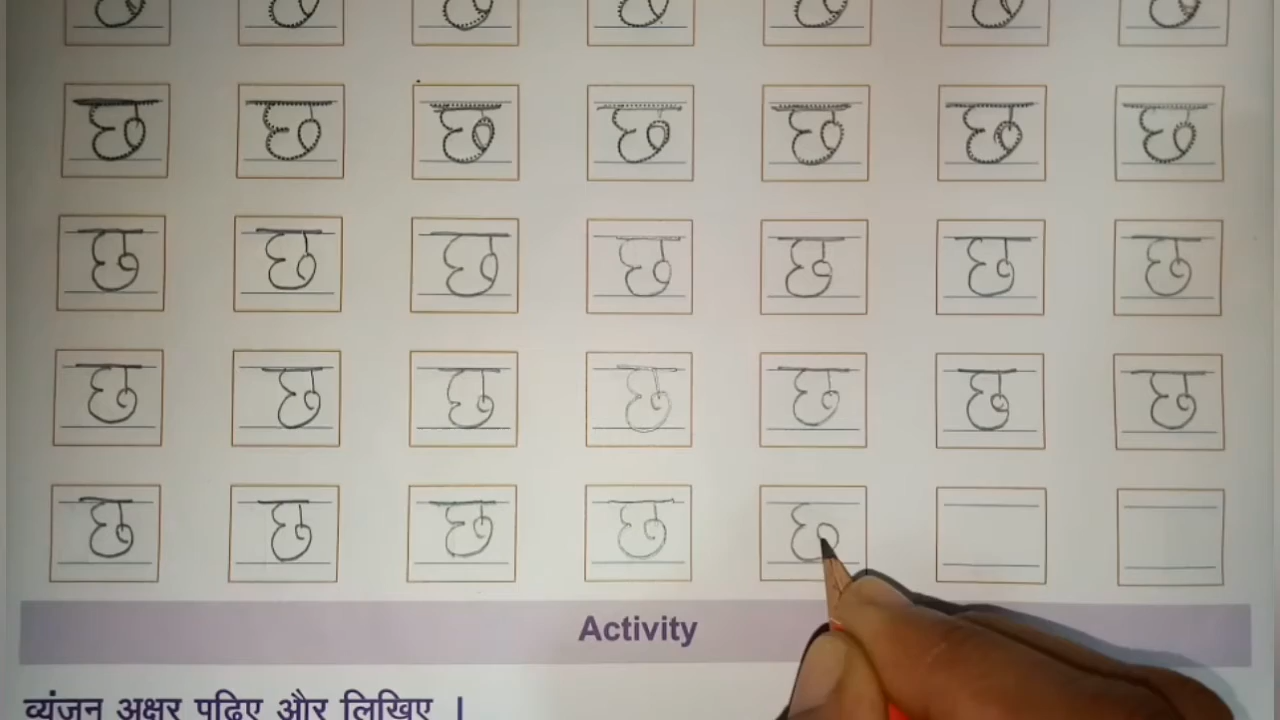 छ छ छ छ छ छ छ
छ छ छ छ छ छ छ
छ छ छ छ छ छ छ
छ छ छ छ
Activity
व्यंजन अक्षर पढ़िए और लिखिए ।